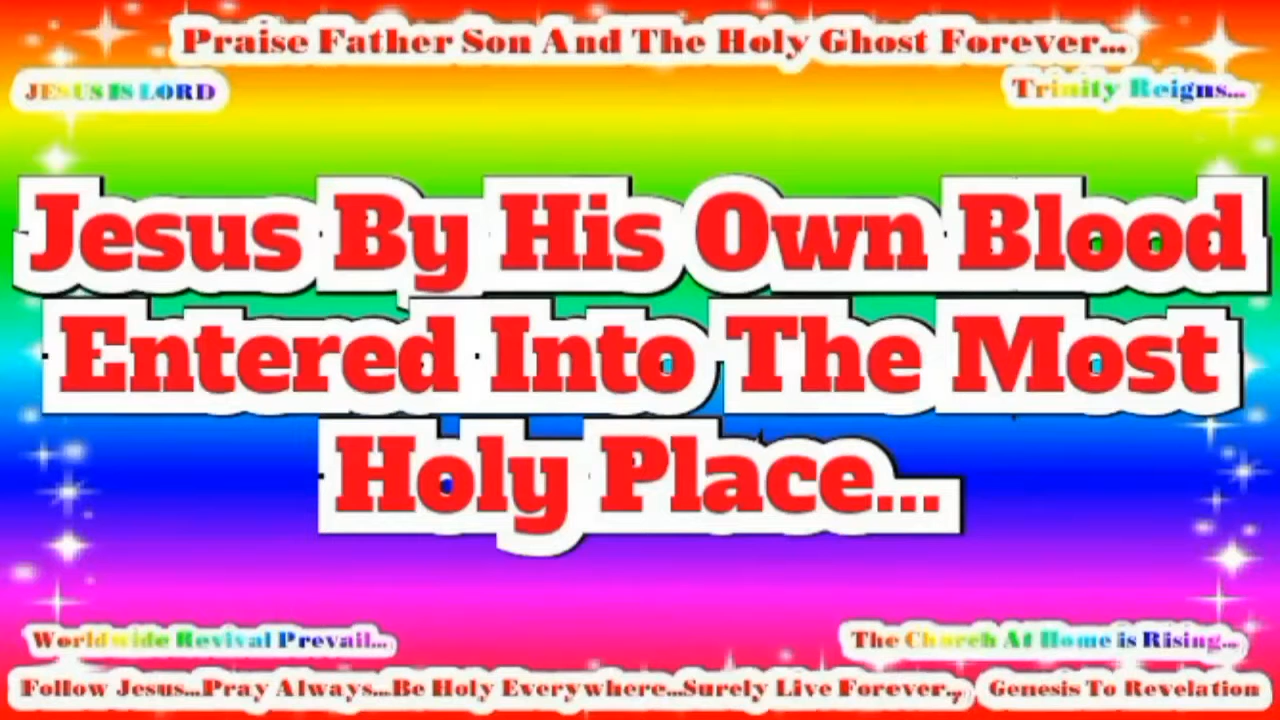 Praise Father Son And The Holy Ghost Forever...
JESUS IS LORD
Trinity Reigns...
Jesus By His Own Blood
Entered Into The Most
Holy Place...
Worldwide Revival Prevail...
The Church At Home is Rising...
Follow Jesus...Pray Always...Be Holy Everywhere...Surely Live Forever..,
Genesis To Revelation